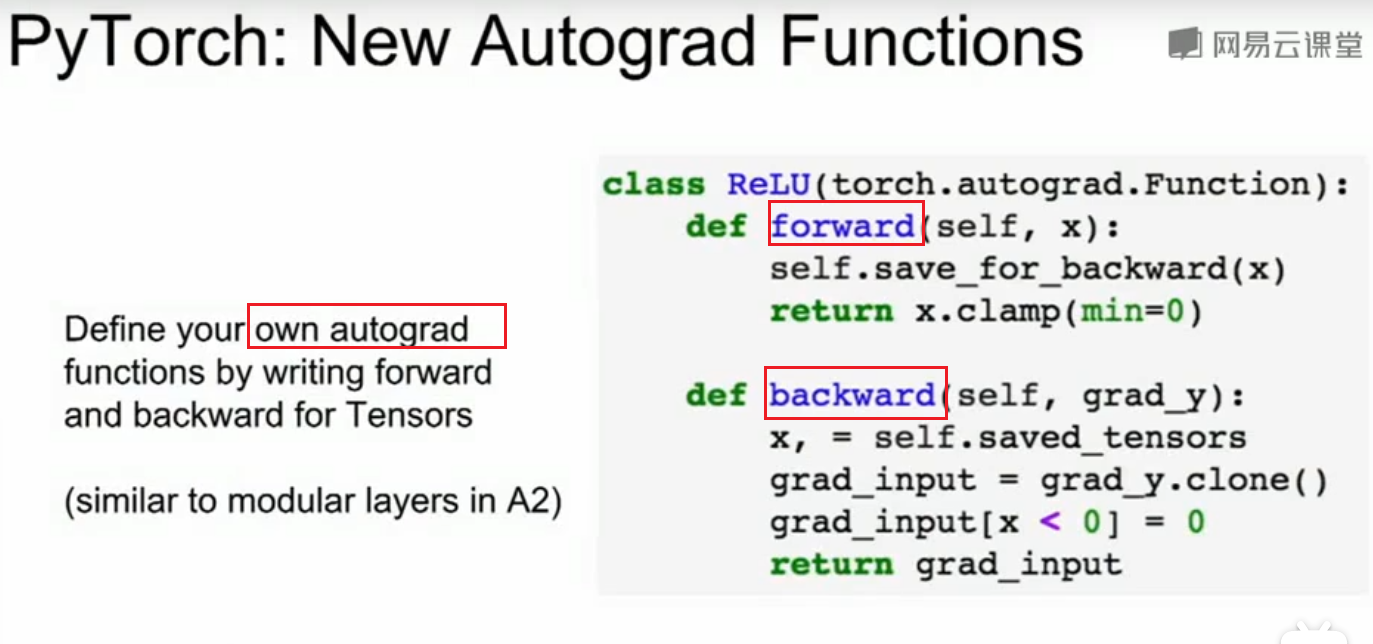 PyTorch: New Autograd Functions
网易云课堂
Define your own autograd
functions by writing forward
and backward for Tensors
(similar to modular layers in A2)
class ReLU(torch.autograd.Function):
    def forward(self, x):
        self.save_for_backward(x)
        return x.clamp(min=0)
    def backward(self, grad_y):
        x, = self.saved_tensors
        grad_input = grad_y.clone()
        grad_input[x < 0] = 0
        return grad_input